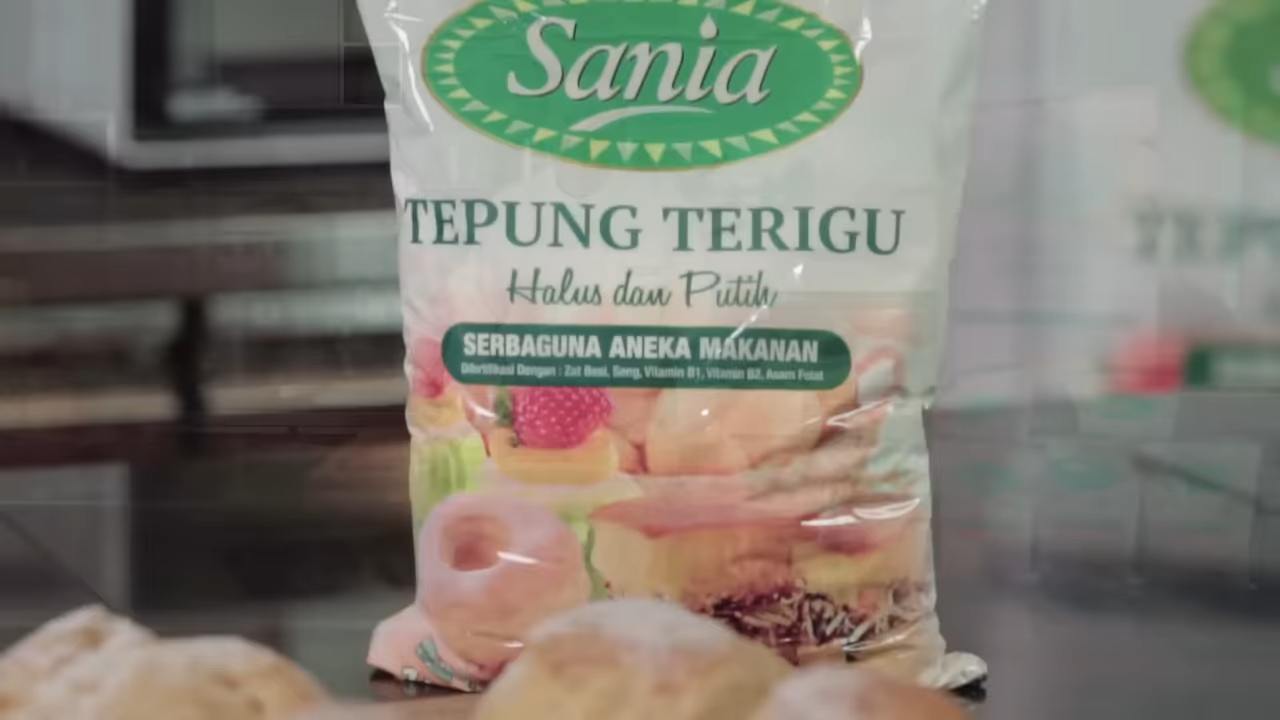 Sania
TEPUNG TERIGU
Halus dan Putih
SERBAGUNA ANEKA MAKANAN
Difortifikasi Dengan : Zat Besi, Seng, Vitamin B1, Vitamin B2, Asam Folat